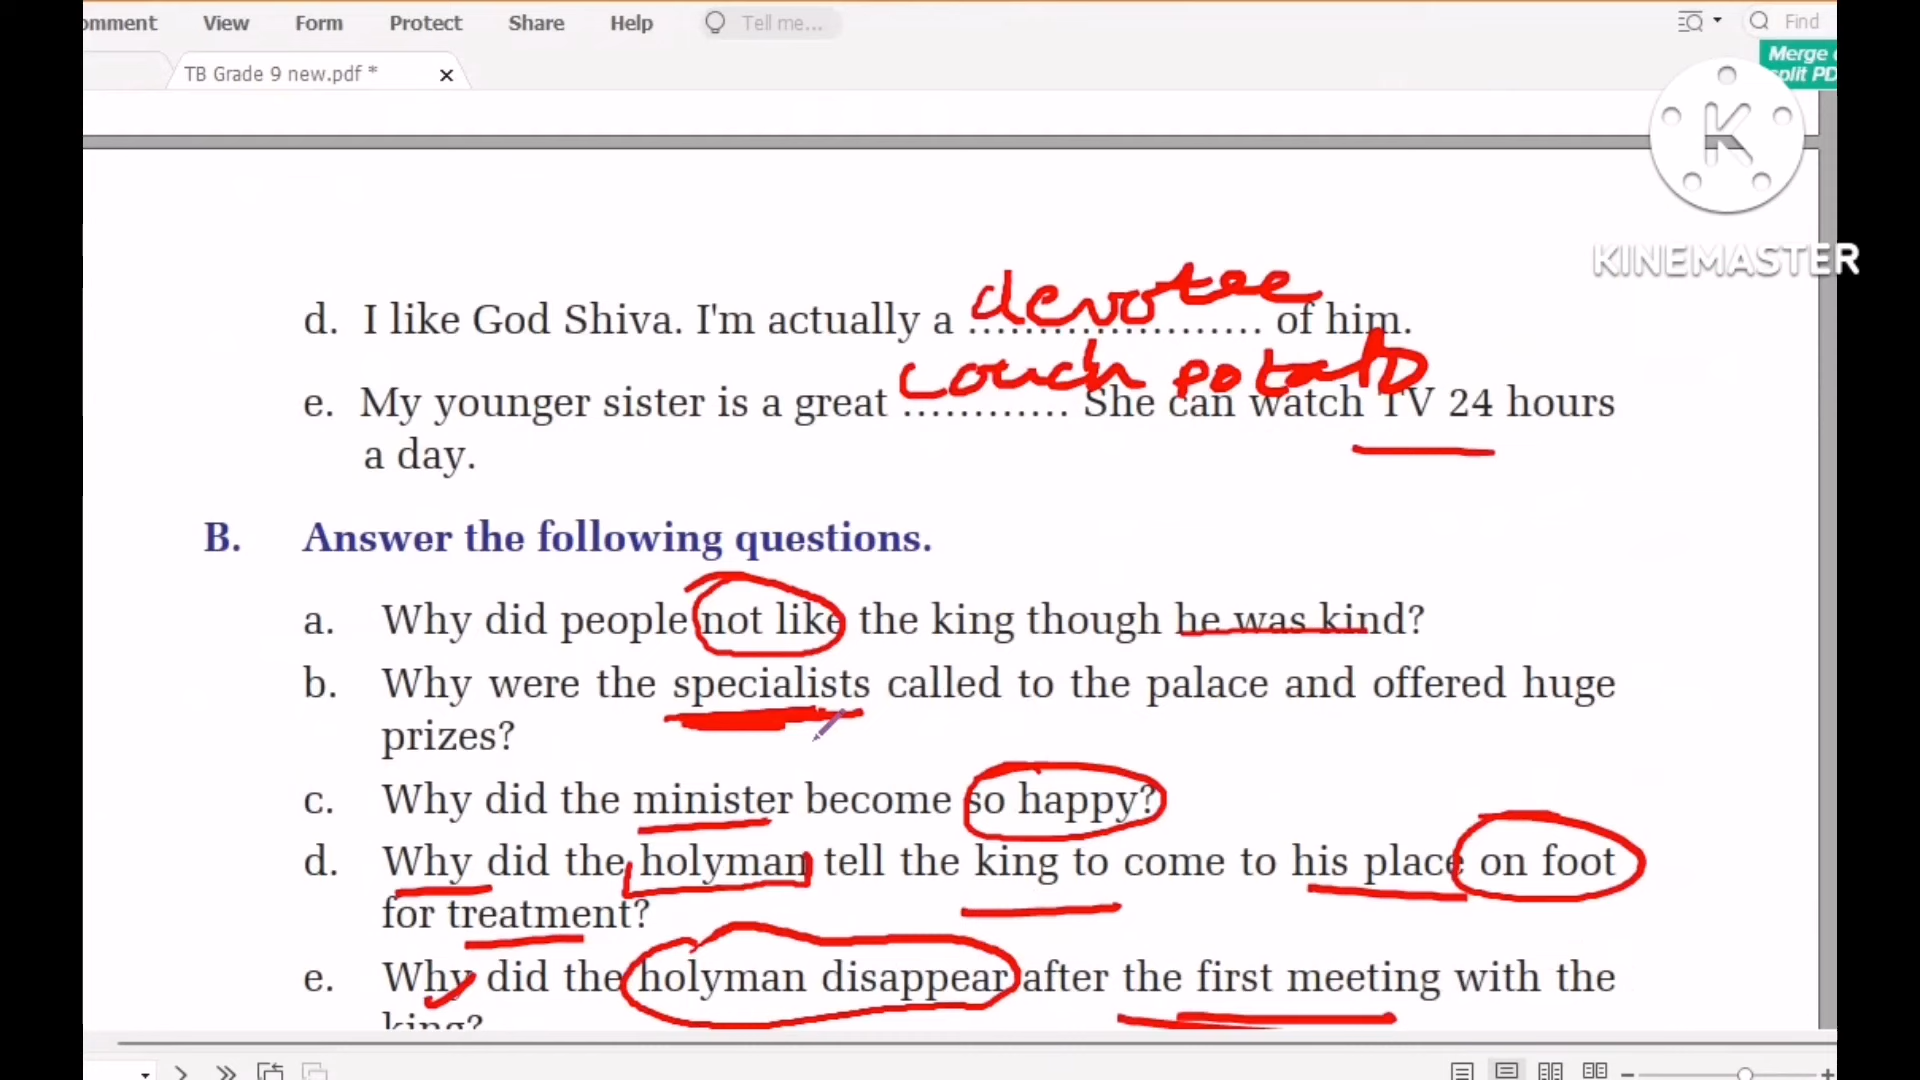 omment View Form Protect Share Help Tell me... Find
Merge
split PD
TB Grade 9 new.pdf *
KINEMASTER
devotee
d. I like God Shiva. I'm actually a ...................... of him.
couch potato
e. My younger sister is a great ............ She can watch TV 24 hours
a day.
B. Answer the following questions.
a. Why did people not like the king though he was kind?
b. Why were the specialists called to the palace and offered huge
prizes?
c. Why did the minister become so happy?
d. Why did the holyman tell the king to come to his place on foot
for treatment?
e. Why did the holyman disappear after the first meeting with the
king?